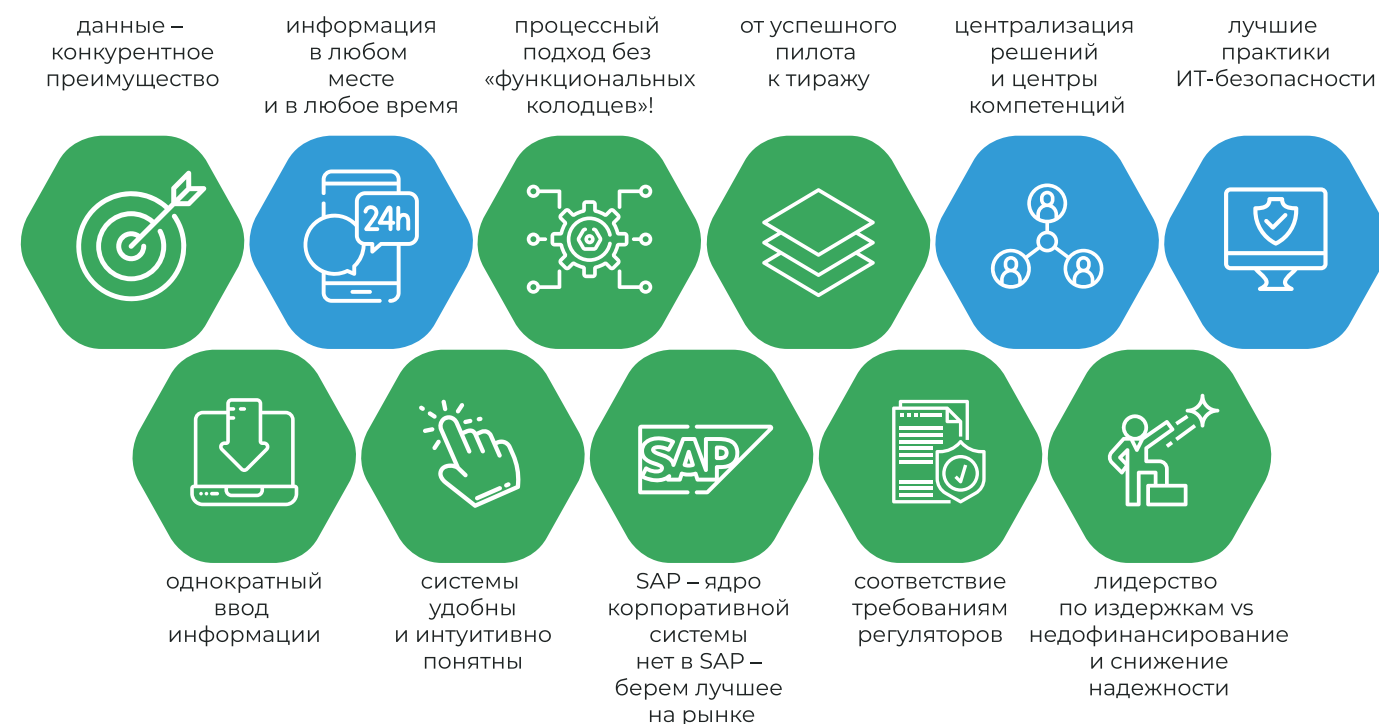 данные –
конкурентное
преимущество
информация
в любом
месте
и в любое время
процессный
подход без
«функциональных
колодцев»!
от успешного
пилота
к тиражу
централизация
решений
и центры
компетенций
лучшие
практики
ИТ-безопасности
24h
SAP
однократный
ввод
информации
системы
удобны
и интуитивно
понятны
SAP – ядро
корпоративной
системы
нет в SAP –
берем лучшее
на рынке
соответствие
требованиям
регуляторов
лидерство
по издержкам vs
недофинансирование
и снижение
надежности